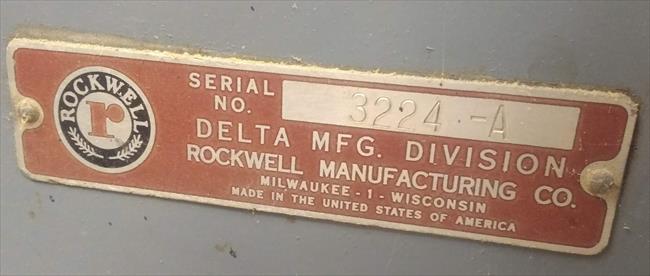 ROCKWELL
r
SERIAL
NO. 3224 -A
DELTA MFG. DIVISION
ROCKWELL MANUFACTURING CO.
MILWAUKEE - 1 - WISCONSIN
MADE IN THE UNITED STATES OF AMERICA